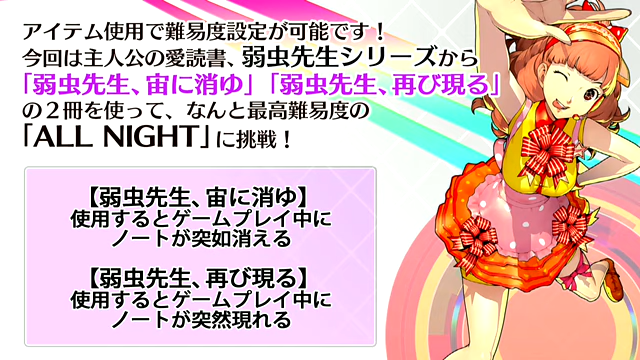 アイテム使用で難易度設定が可能です！
今回は主人公の愛読書、弱虫先生シリーズから
「弱虫先生、宙に消ゆ」「弱虫先生、再び現る」
の２冊を使って、なんと最高難易度の
「ALL NIGHT」に挑戦！
【弱虫先生、宙に消ゆ】
使用するとゲームプレイ中に
ノートが突如消える
【弱虫先生、再び現る】
使用するとゲームプレイ中に
ノートが突然現れる